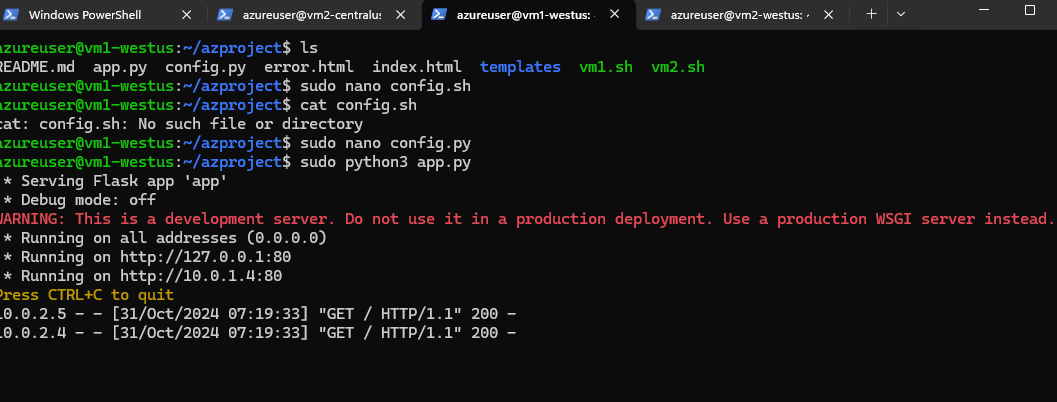 Windows PowerShell
azureuser@vm2-centralus
azureuser@vm1-westus: 
azureuser@vm2-westus: 
azureuser@vm1-westus:~/azproject$ ls
README.md  app.py  config.py  error.html  index.html  templates  vm1.sh  vm2.sh
azureuser@vm1-westus:~/azproject$ sudo nano config.sh
azureuser@vm1-westus:~/azproject$ cat config.sh
cat: config.sh: No such file or directory
azureuser@vm1-westus:~/azproject$ sudo nano config.py
azureuser@vm1-westus:~/azproject$ sudo python3 app.py
* Serving Flask app 'app'
* Debug mode: off
WARNING: This is a development server. Do not use it in a production deployment. Use a production WSGI server instead.
* Running on all addresses (0.0.0.0)
* Running on http://127.0.0.1:80
* Running on http://10.0.1.4:80
Press CTRL+C to quit
10.0.2.5 - - [31/Oct/2024 07:19:33] "GET / HTTP/1.1" 200 -
10.0.2.4 - - [31/Oct/2024 07:19:33] "GET / HTTP/1.1" 200 -